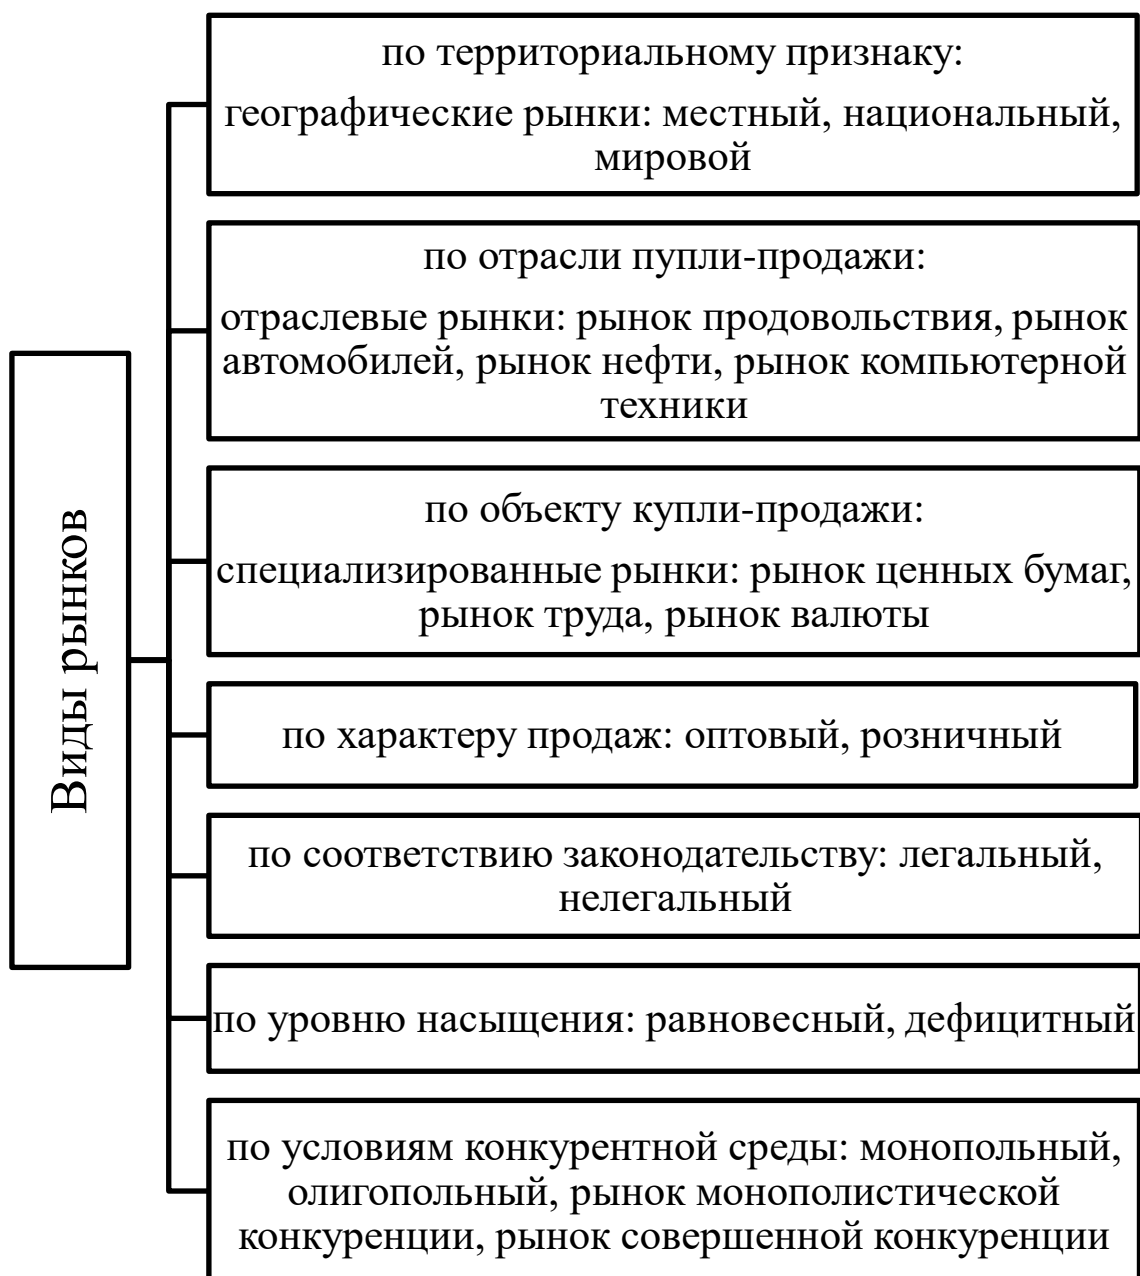 Виды рынков
по территориальному признаку:
географические рынки: местный, национальный,
мировой
по отрасли пупли-продажи:
отраслевые рынки: рынок продовольствия, рынок
автомобилей, рынок нефти, рынок компьютерной
техники
по объекту купли-продажи:
специализированные рынки: рынок ценных бумаг,
рынок труда, рынок валюты
по характеру продаж: оптовый, розничный
по соответствию законодательству: легальный,
нелегальный
по уровню насыщения: равновесный, дефицитный
по условиям конкурентной среды: монопольный,
олигопольный, рынок монополистической
конкуренции, рынок совершенной конкуренции